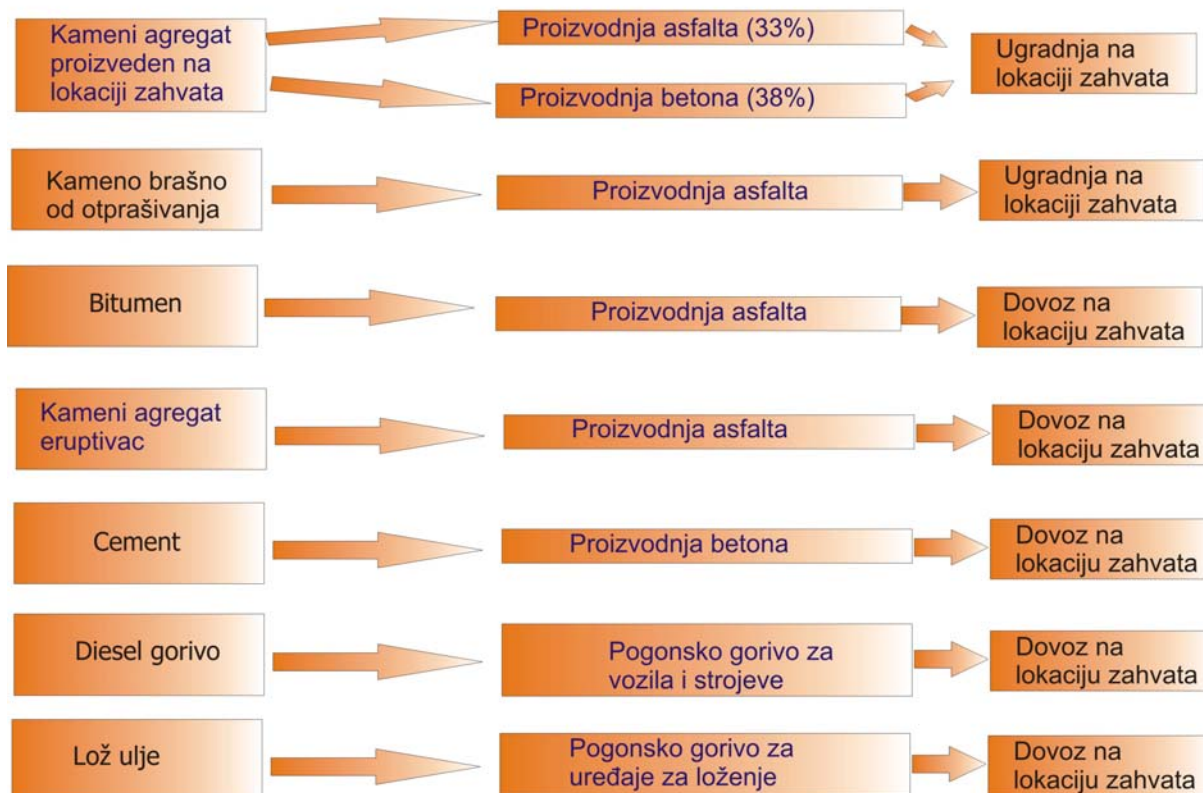 Kameni agregat
proizveden na
lokaciji zahvata
Proizvodnja asfalta (33%)
Proizvodnja betona (38%)
Ugradnja na
lokaciji zahvata
Kameno brašno
od otprašivanja
Proizvodnja asfalta
Ugradnja na
lokaciji zahvata
Bitumen
Proizvodnja asfalta
Dovoz na
lokaciju zahvata
Kameni agregat
eruptivac
Proizvodnja asfalta
Dovoz na
lokaciju zahvata
Cement
Proizvodnja betona
Dovoz na
lokaciju zahvata
Diesel gorivo
Pogonsko gorivo za
vozila i strojeve
Dovoz na
lokaciju zahvata
Lož ulje
Pogonsko gorivo za
uređaje za loženje
Dovoz na
lokaciju zahvata